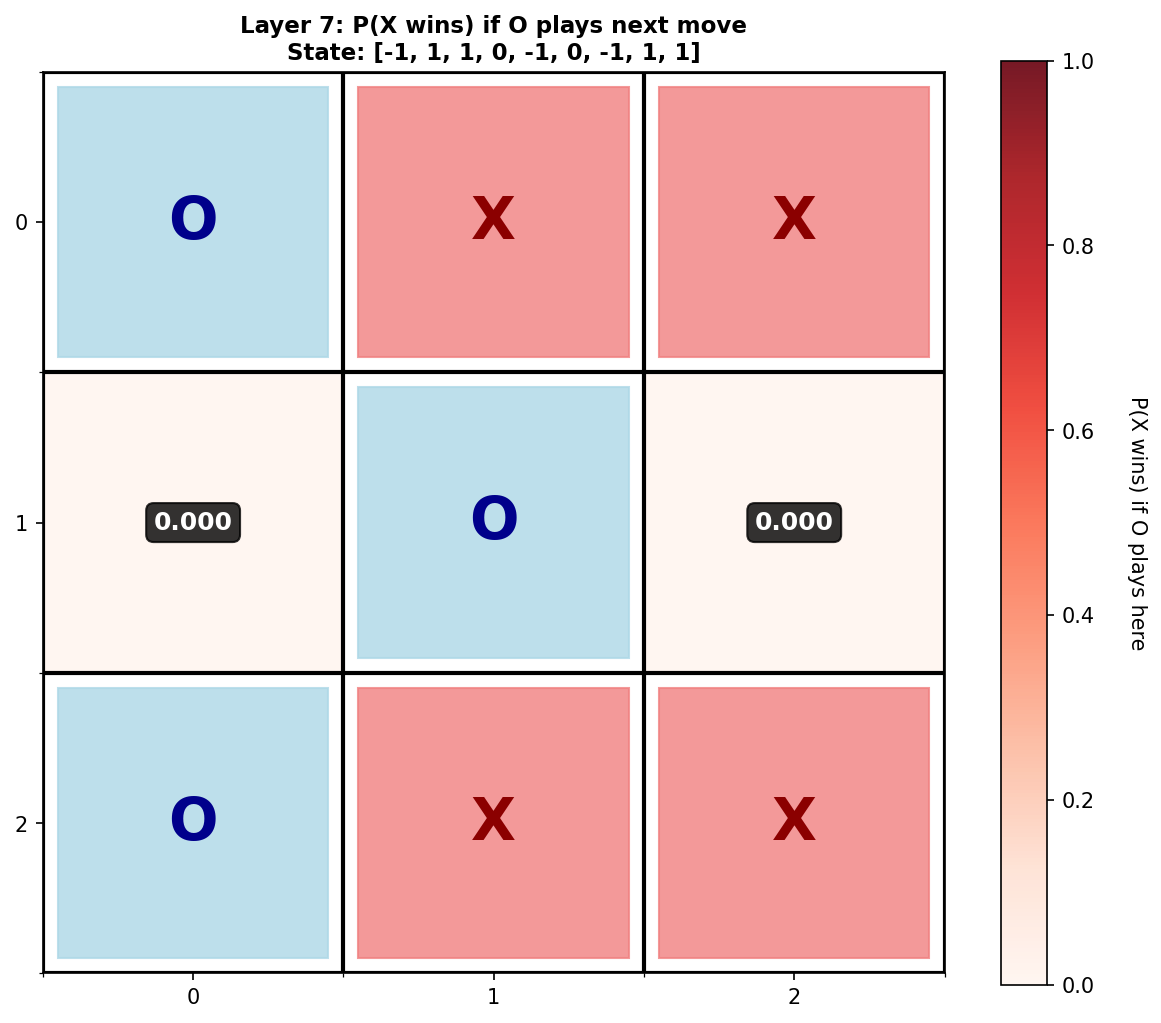 Layer 7: P(X wins) if O plays next move
State: [-1, 1, 1, 0, -1, 0, -1, 1, 1]
0 O X X
1 0.000 O 0.000
2 O X X
0 1 2
1.0
0.8
0.6
0.4
0.2
0.0
P(X wins) if O plays here